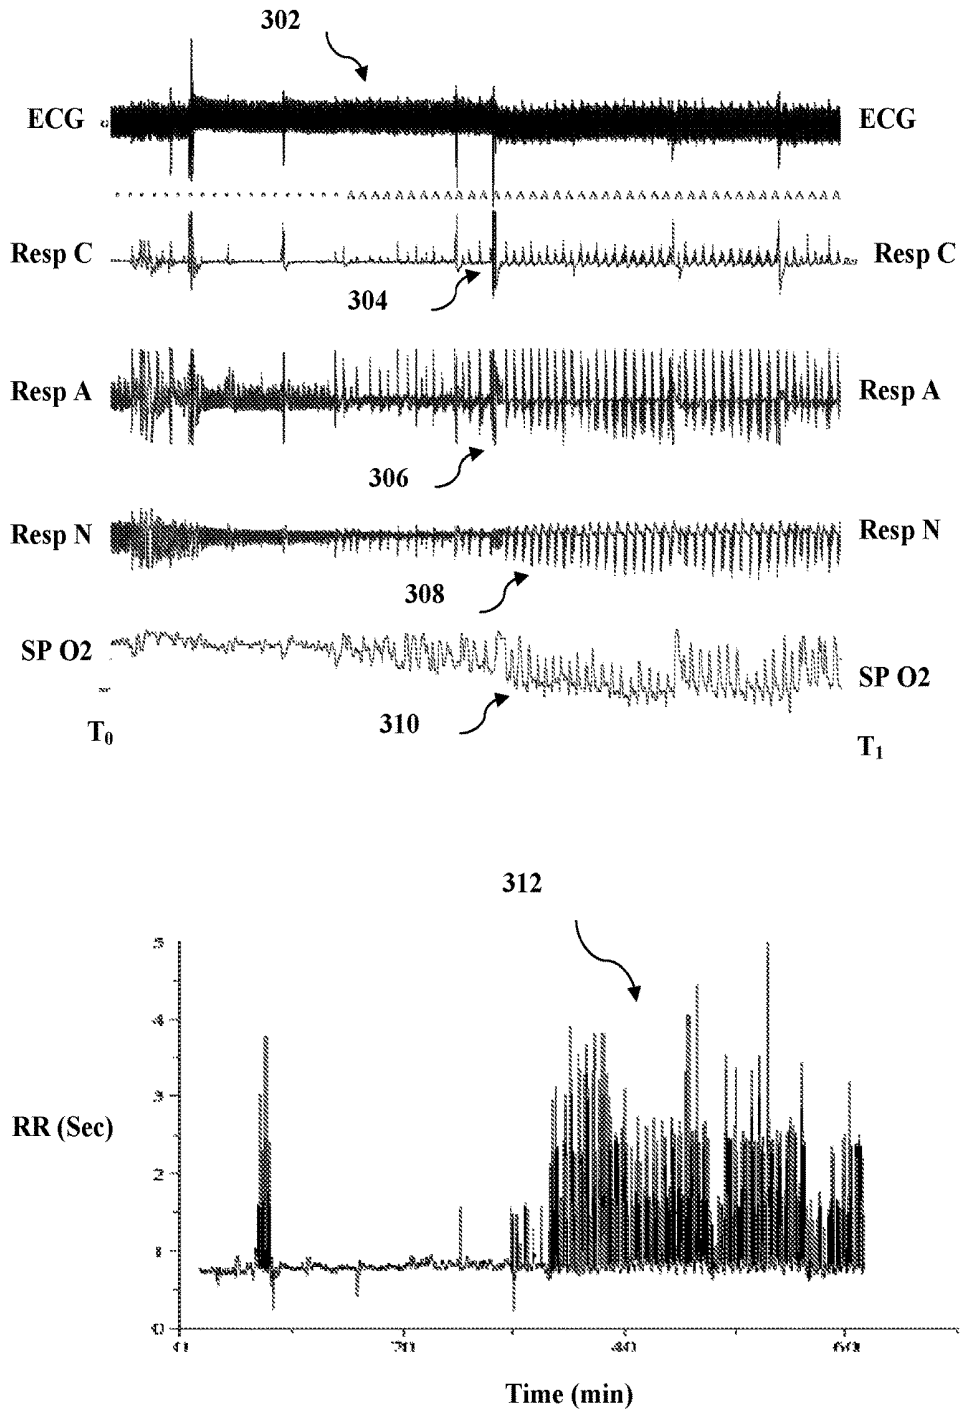 302
ECG ECG
Resp C Resp C
304
Resp A Resp A
306
Resp N Resp N
308
SP O2 SP O2
310
T0 T1
312
5
4
3
RR (Sec)
2
1
0
0 20 40 60
Time (min)